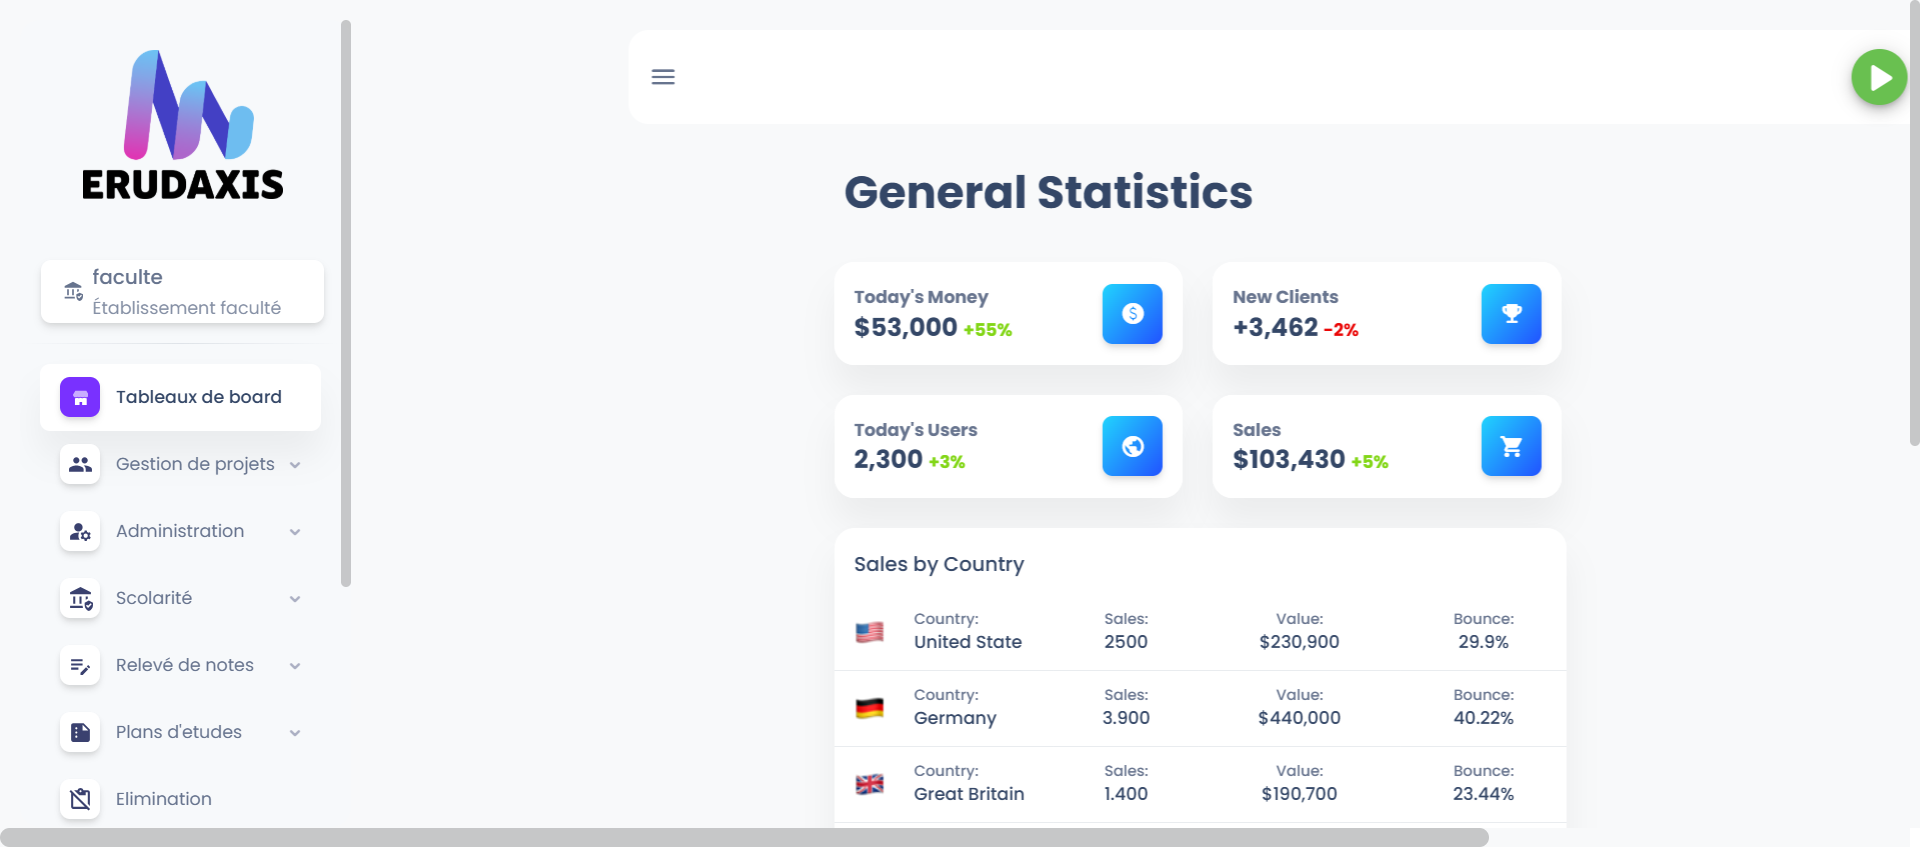 ERUDAXIS
faculte
Établissement faculté
Tableaux de board
Gestion de projets
Administration
Scolarité
Relevé de notes
Plans d'etudes
Elimination
General Statistics
Today's Money
$53,000 +55%
New Clients
+3,462 -2%
Today's Users
2,300 +3%
Sales
$103,430 +5%
Sales by Country
Country: Sales: Value: Bounce:
United State 2500 $230,900 29.9%
Country: Sales: Value: Bounce:
Germany 3.900 $440,000 40.22%
Country: Sales: Value: Bounce:
Great Britain 1.400 $190,700 23.44%